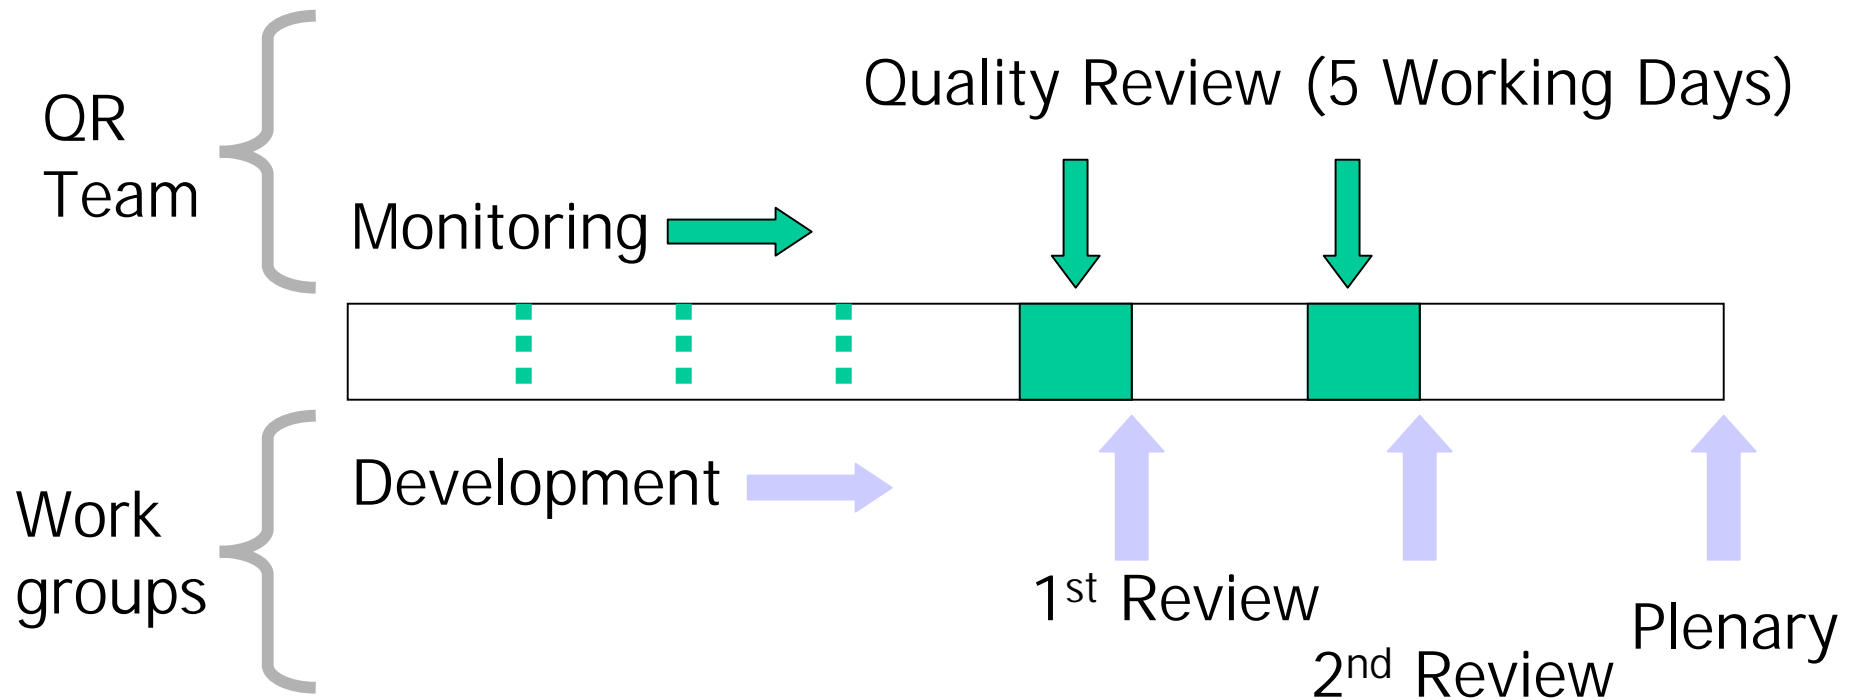 Quality Review (5 Working Days)
QR
Team
Monitoring
Development
Work
groups
1st Review
2nd Review
Plenary